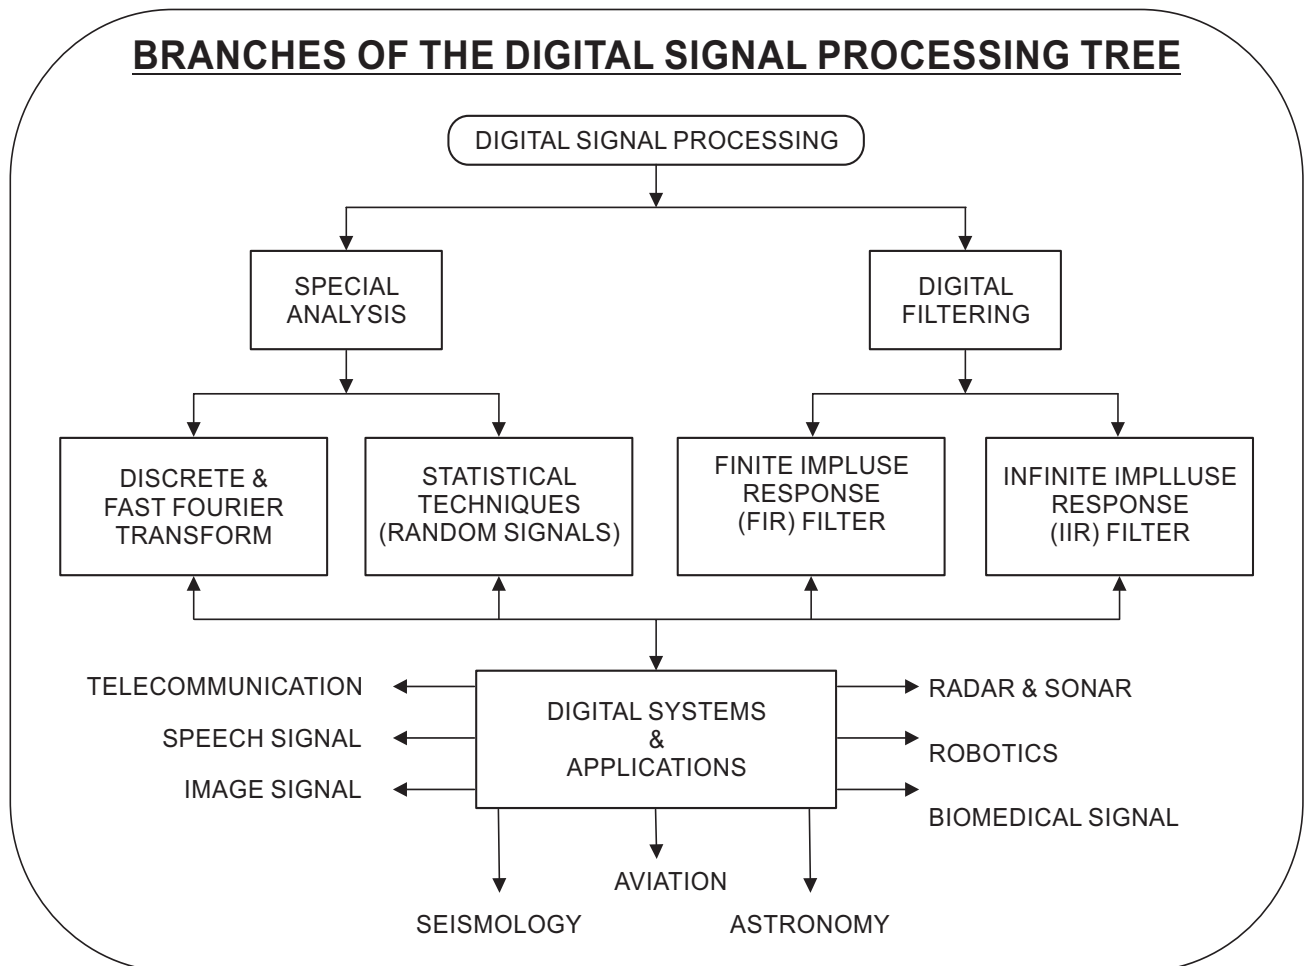 BRANCHES OF THE DIGITAL SIGNAL PROCESSING TREE
DIGITAL SIGNAL PROCESSING
SPECIAL
ANALYSIS
DIGITAL
FILTERING
DISCRETE &
FAST FOURIER
TRANSFORM
STATISTICAL
TECHNIQUES
(RANDOM SIGNALS)
FINITE IMPLUSE
RESPONSE
(FIR) FILTER
INFINITE IMPLLUSE
RESPONSE
(IIR) FILTER
TELECOMMUNICATION
SPEECH SIGNAL
IMAGE SIGNAL
DIGITAL SYSTEMS
&
APPLICATIONS
RADAR & SONAR
ROBOTICS
BIOMEDICAL SIGNAL
SEISMOLOGY
AVIATION
ASTRONOMY